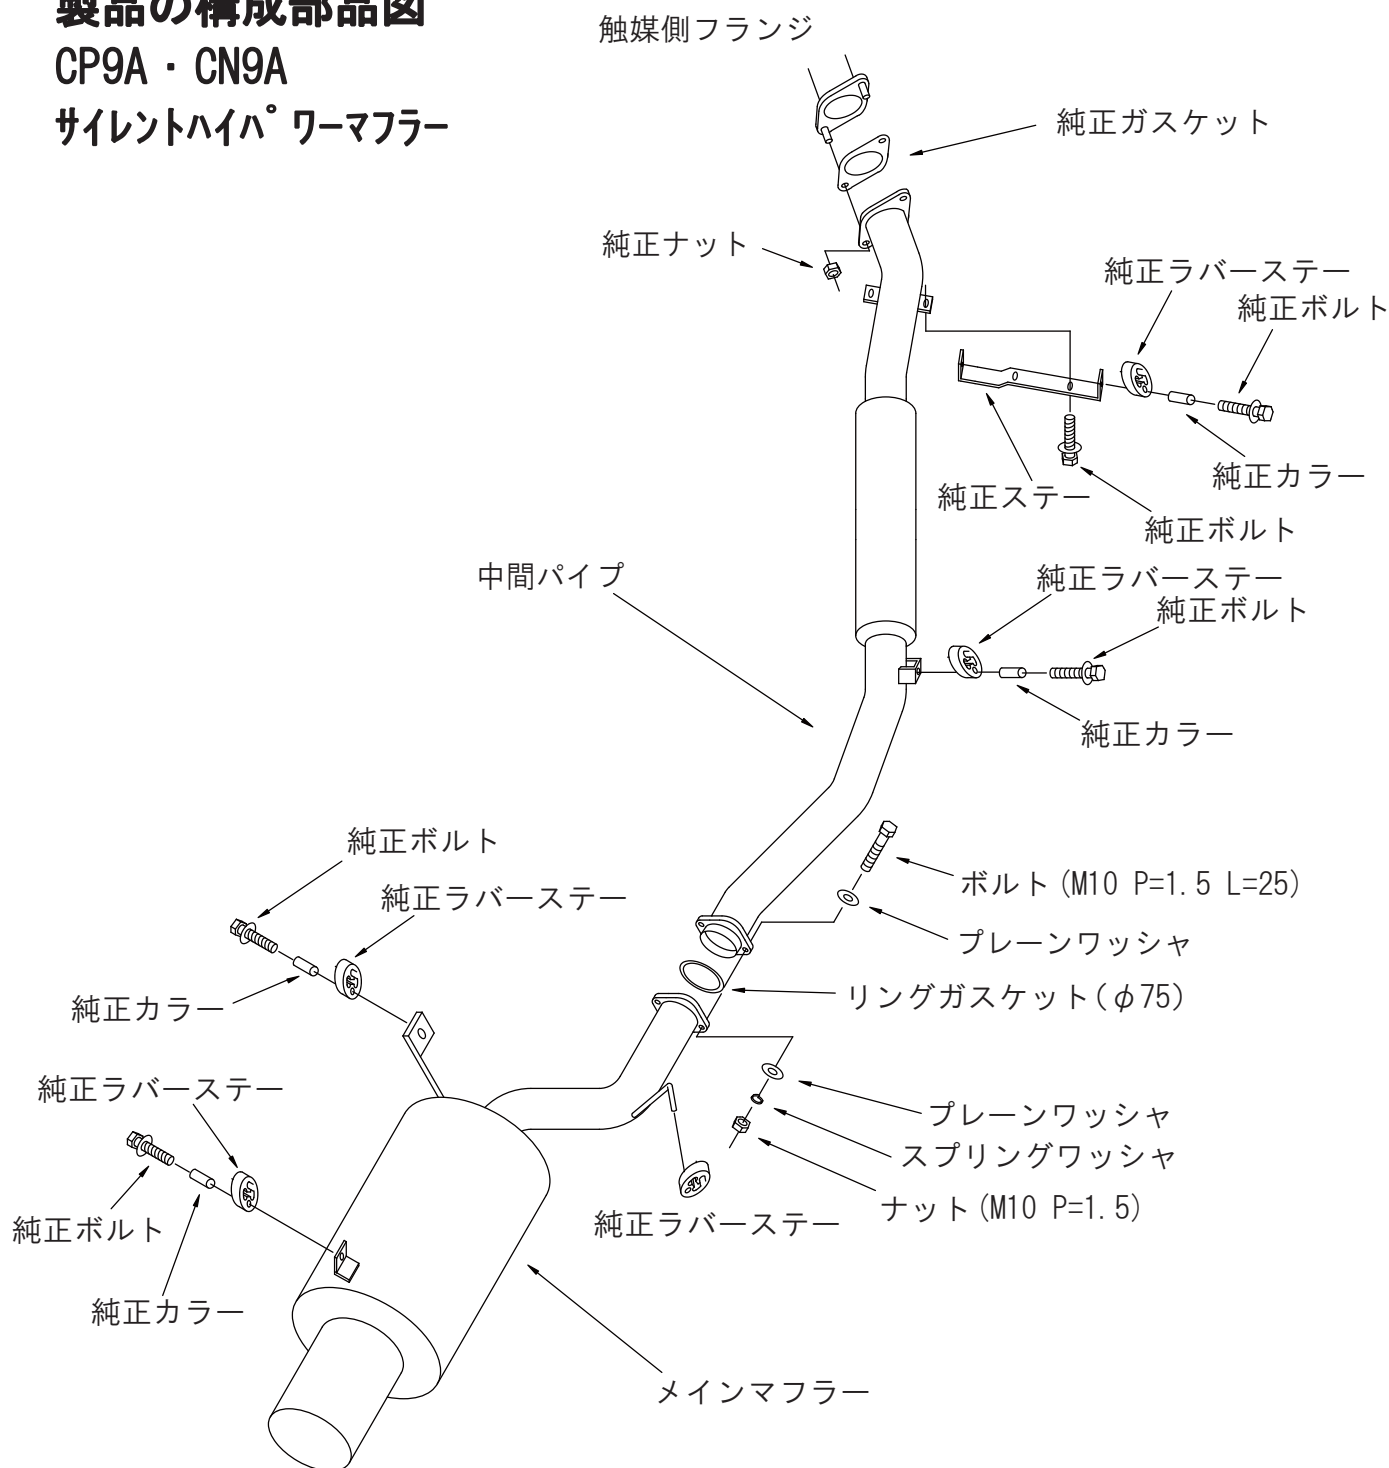 製品の構成部品図
CP9A・CN9A
サイレントハイパワーマフラー
触媒側フランジ
純正ガスケット
純正ナット
純正ラバーステー
純正ボルト
純正カラー
純正ステー
純正ボルト
中間パイプ
純正ラバーステー
純正ボルト
純正カラー
純正ボルト
純正ラバーステー
純正カラー
ボルト(M10 P=1.5 L=25)
プレーンワッシャ
リングガスケット(φ75)
純正ラバーステー
純正ボルト
純正カラー
プレーンワッシャ
スプリングワッシャ
ナット(M10 P=1.5)
純正ラバーステー
メインマフラー